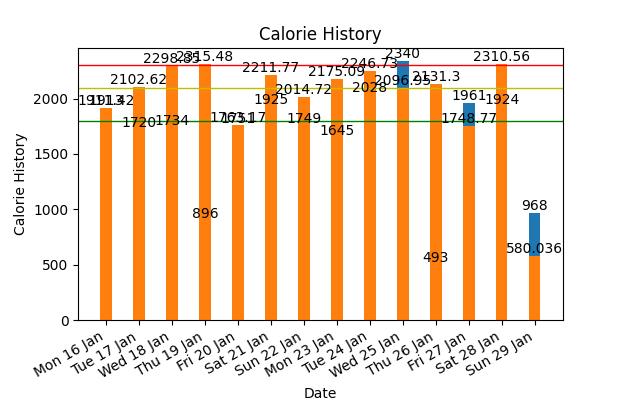 Calorie History
2340
2315.48
2246.73
2310.56
2211.77
2175.09
2131.3
2102.62
2096.95
2028
2014.72
1925
1961
1924
1720
1734
1749
1748.77
1645
896
968
580.036
493
2000
1500
1000
500
0
Calorie History
Mon 16 Jan
Tue 17 Jan
Wed 18 Jan
Thu 19 Jan
Fri 20 Jan
Sat 21 Jan
Sun 22 Jan
Mon 23 Jan
Tue 24 Jan
Wed 25 Jan
Thu 26 Jan
Fri 27 Jan
Sat 28 Jan
Sun 29 Jan
Date